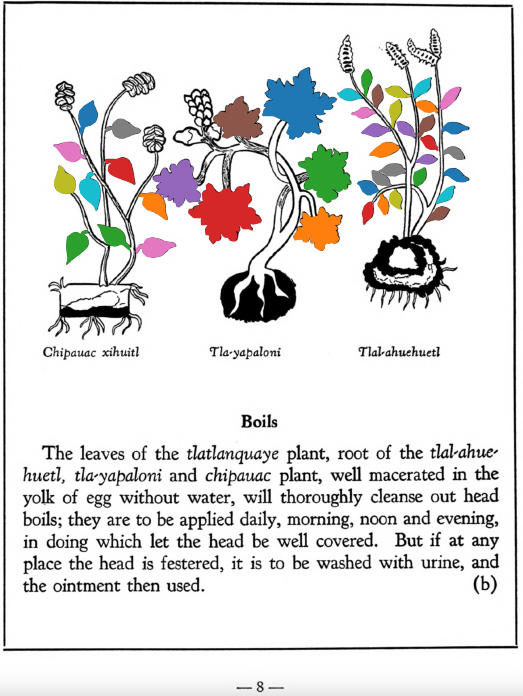 Chipauac xihuitl
Tla-yapaloni
Tlal-ahuehuetl
Boils
The leaves of the tlatlanquaye plant, root of the tlal-ahue-
huetl, tla-yapaloni and chipauac plant, well macerated in the
yolk of egg without water, will thoroughly cleanse out head
boils; they are to be applied daily, morning, noon and evening,
in doing which let the head be well covered. But if at any
place the head is festered, it is to be washed with urine, and
the ointment then used. (b)
— 8 —